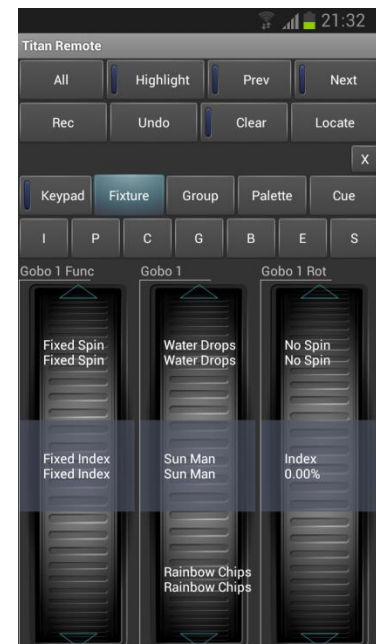 21:32
Titan Remote
All Highlight Prev Next
Rec Undo Clear Locate
X
Keypad Fixture Group Palette Cue
I P C G B E S
Gobo 1 Func Gobo 1 Gobo 1 Rot
Fixed Spin Water Drops No Spin
Fixed Spin Water Drops No Spin
Fixed Index Sun Man Index
Fixed Index Sun Man 0.00%
Rainbow Chips
Rainbow Chips